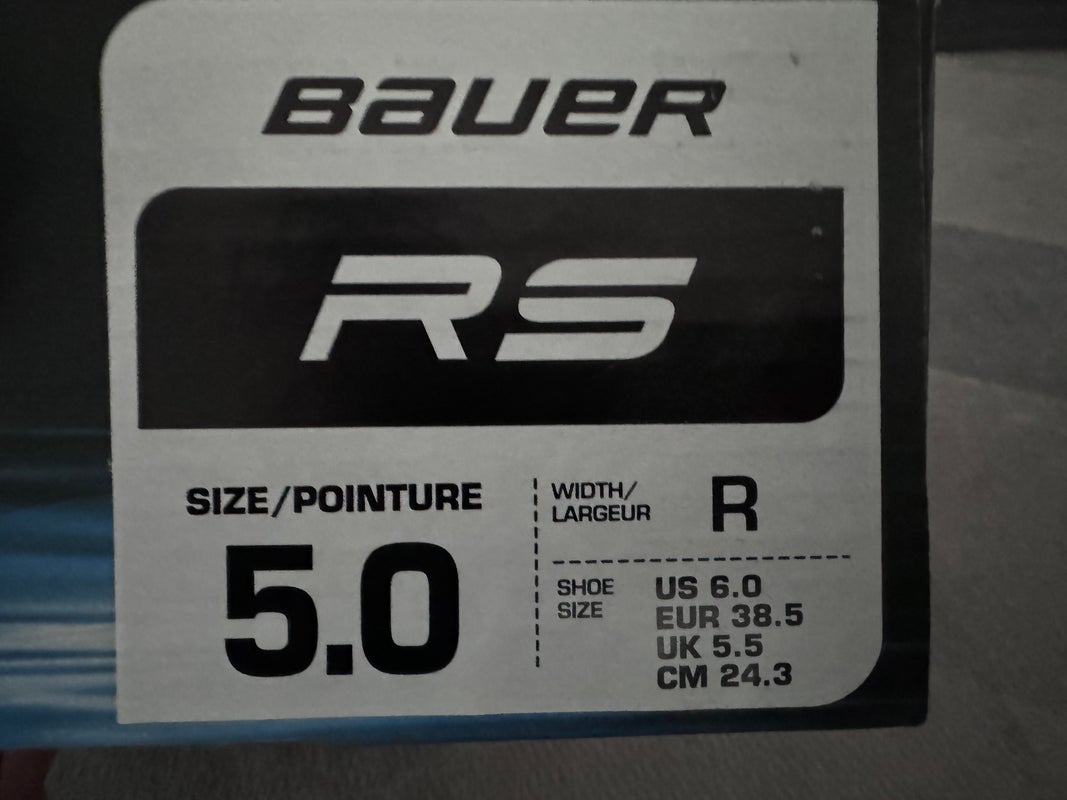 BAUER
RS
SIZE/POINTURE
5.0
WIDTH/
LARGEUR
R
SHOE
SIZE
US 6.0
EUR 38.5
UK 5.5
CM 24.3